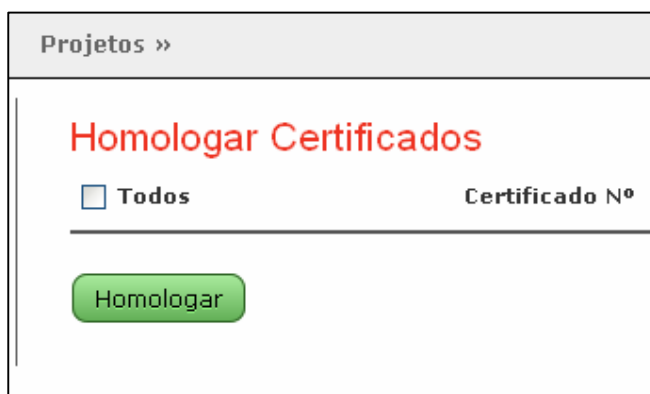 Projetos »
Homologar Certificados
Todos Certificado Nº
Homologar